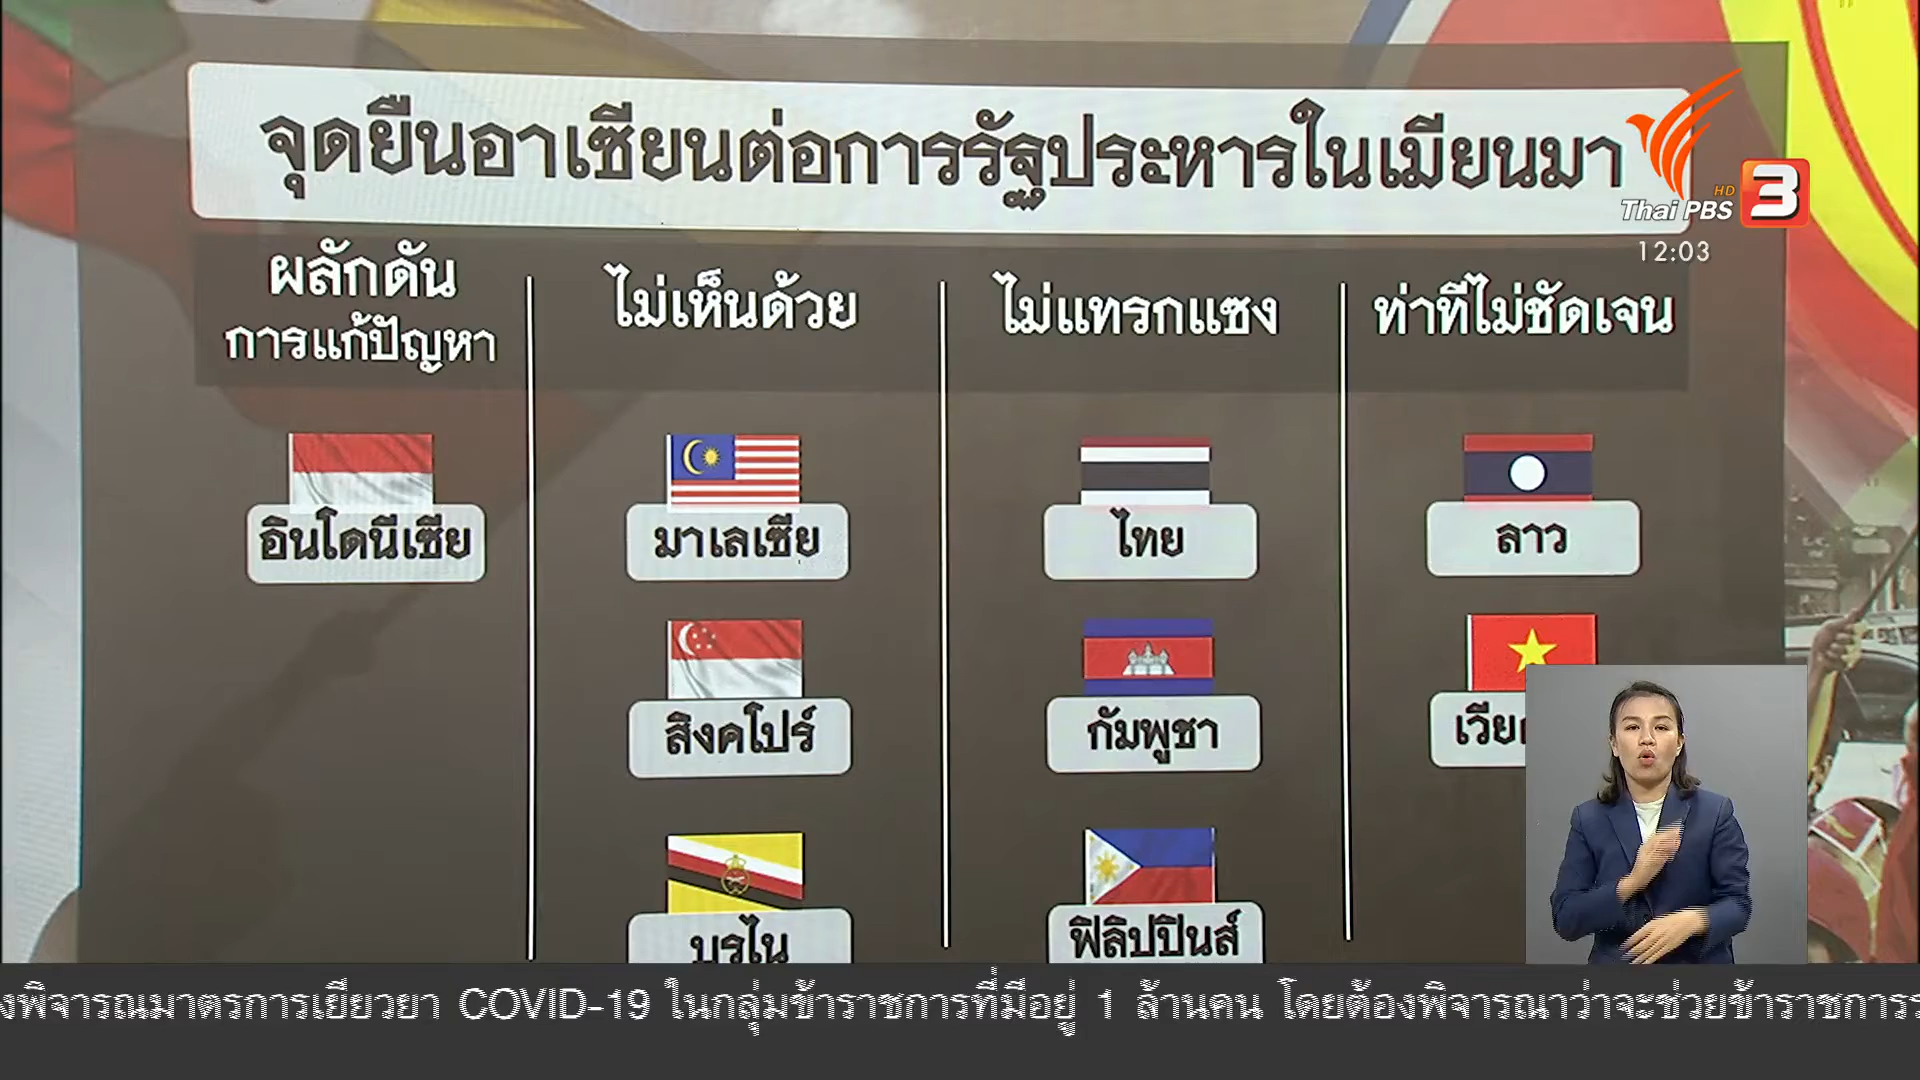 จุดยืนอาเซียนต่อการรัฐประหารในเมียนมา
HD
Thai PBS 3
12:03
ผลักดัน
การแก้ปัญหา
ไม่เห็นด้วย
ไม่แทรกแซง
ท่าทีไม่ชัดเจน
อินโดนีเซีย
มาเลเซีย
ไทย
ลาว
สิงคโปร์
กัมพูชา
บรูไน
ฟิลิปปินส์
พิจารณมาตรการเยียวยา COVID-19 ในกลุ่มข้าราชการที่มีอยู่ 1 ล้านคน โดยต้องพิจารณาว่าจะช่วยข้าราชการ